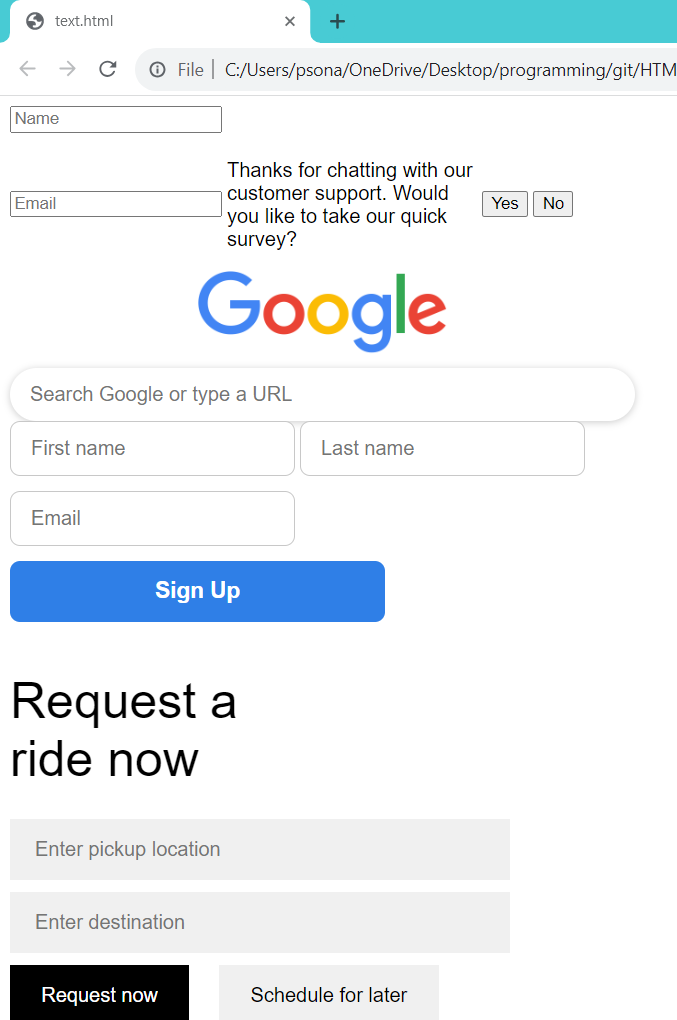 text.html
File
C:/Users/psona/OneDrive/Desktop/programming/git/HTM
Name
Thanks for chatting with our
customer support. Would
you like to take our quick
survey?
Email
Yes
No
Google
Search Google or type a URL
First name
Last name
Email
Sign Up
Request a
ride now
Enter pickup location
Enter destination
Request now
Schedule for later